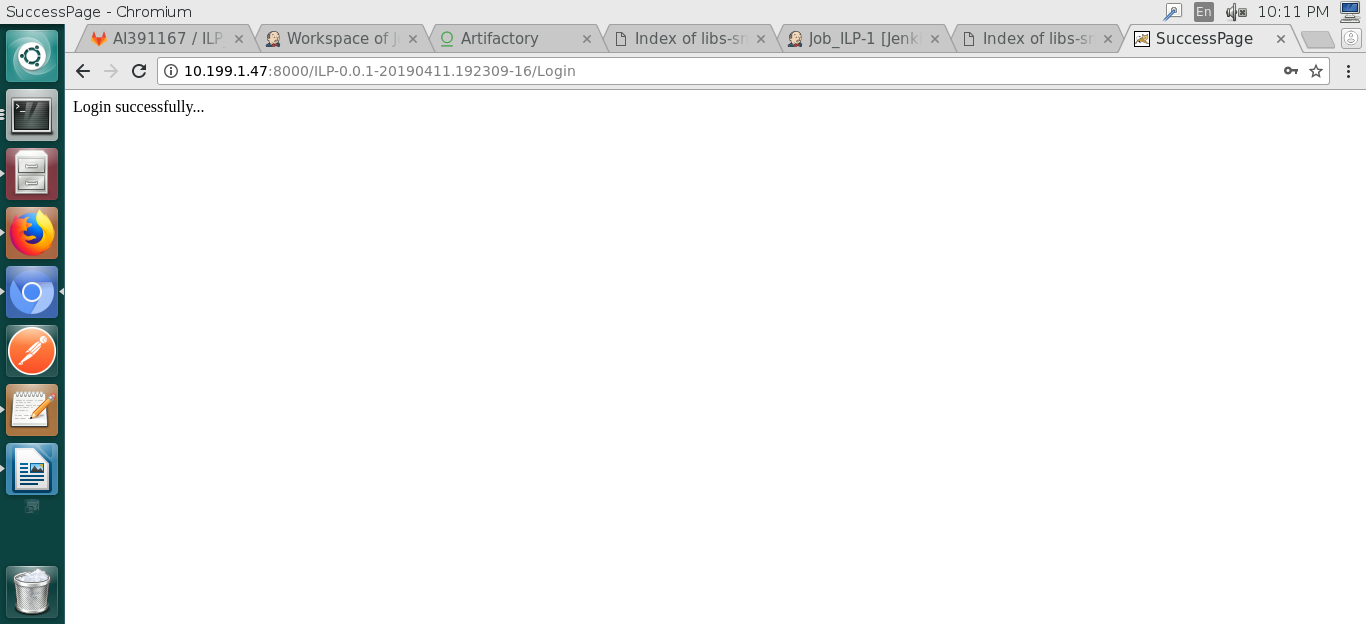 SuccessPage - Chromium
En
10:11 PM
AI391167 / ILP
Workspace of J
Artifactory
Index of libs-sn
Job_ILP-1 [Jenk
Index of libs-sn
SuccessPage
10.199.1.47:8000/ILP-0.0.1-20190411.192309-16/Login
Login successfully...